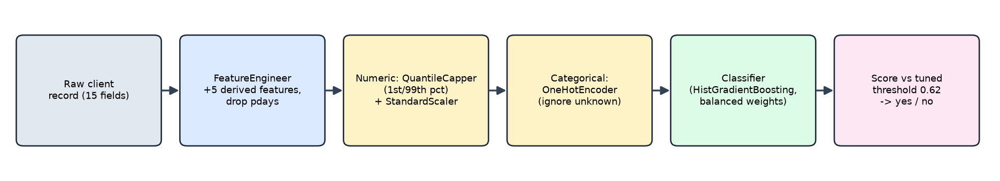 Raw client
record (15 fields)
FeatureEngineer
+5 derived features,
drop pdays
Numeric: QuantileCapper
(1st/99th pct)
+ StandardScaler
Categorical:
OneHotEncoder
(ignore unknown)
Classifier
(HistGradientBoosting,
balanced weights)
Score vs tuned
threshold 0.62
-> yes / no